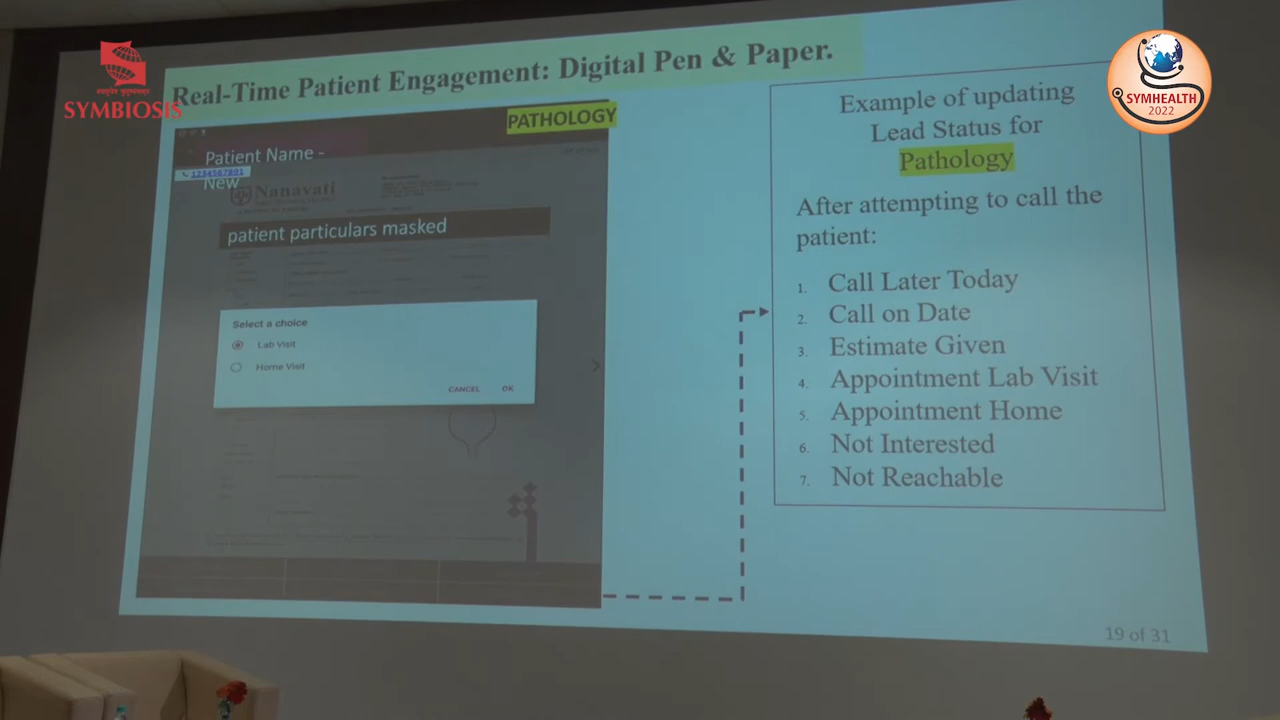 SYMBIOSIS
SYMHEALTH
2022
Real-Time Patient Engagement: Digital Pen & Paper.
PATHOLOGY
Patient Name -
1234567891
New
Nanavati
patient particulars masked
Select a choice
Lab Visit
Home Visit
CANCEL OK
Example of updating
Lead Status for
Pathology
After attempting to call the
patient:
1. Call Later Today
2. Call on Date
3. Estimate Given
4. Appointment Lab Visit
5. Appointment Home
6. Not Interested
7. Not Reachable
19 of 31